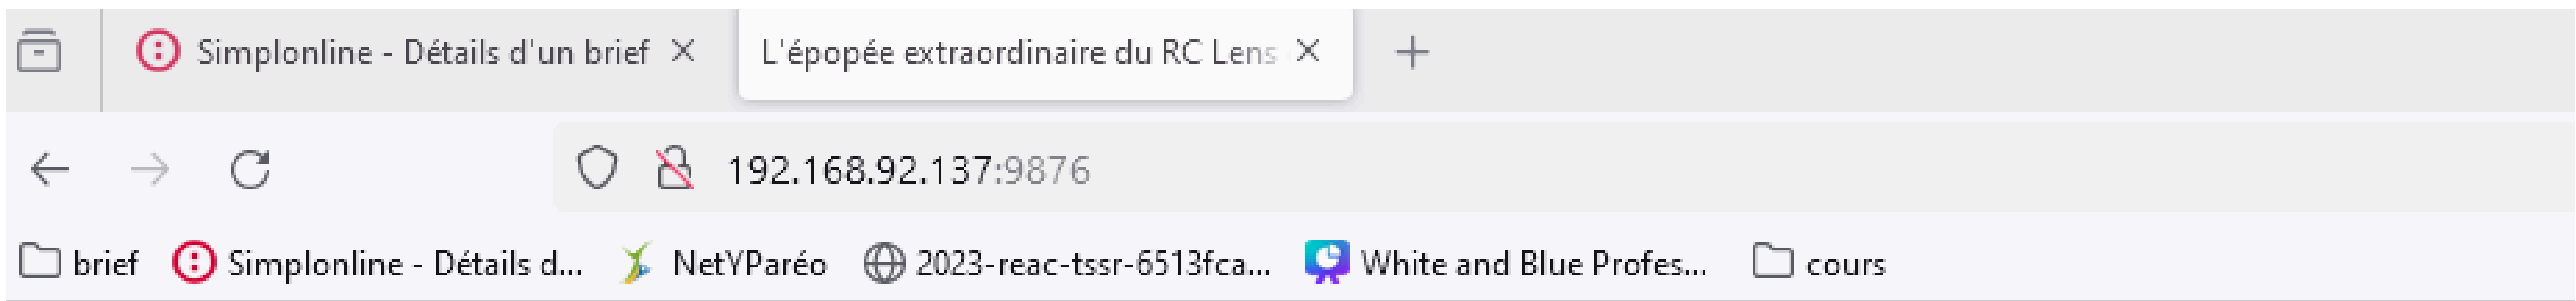 Simplonline - Détails d'un brief L'épopée extraordinaire du RC Lens
192.168.92.137:9876
brief Simplonline - Détails d... NetYParéo 2023-reac-tssr-6513fca... White and Blue Profes... cours